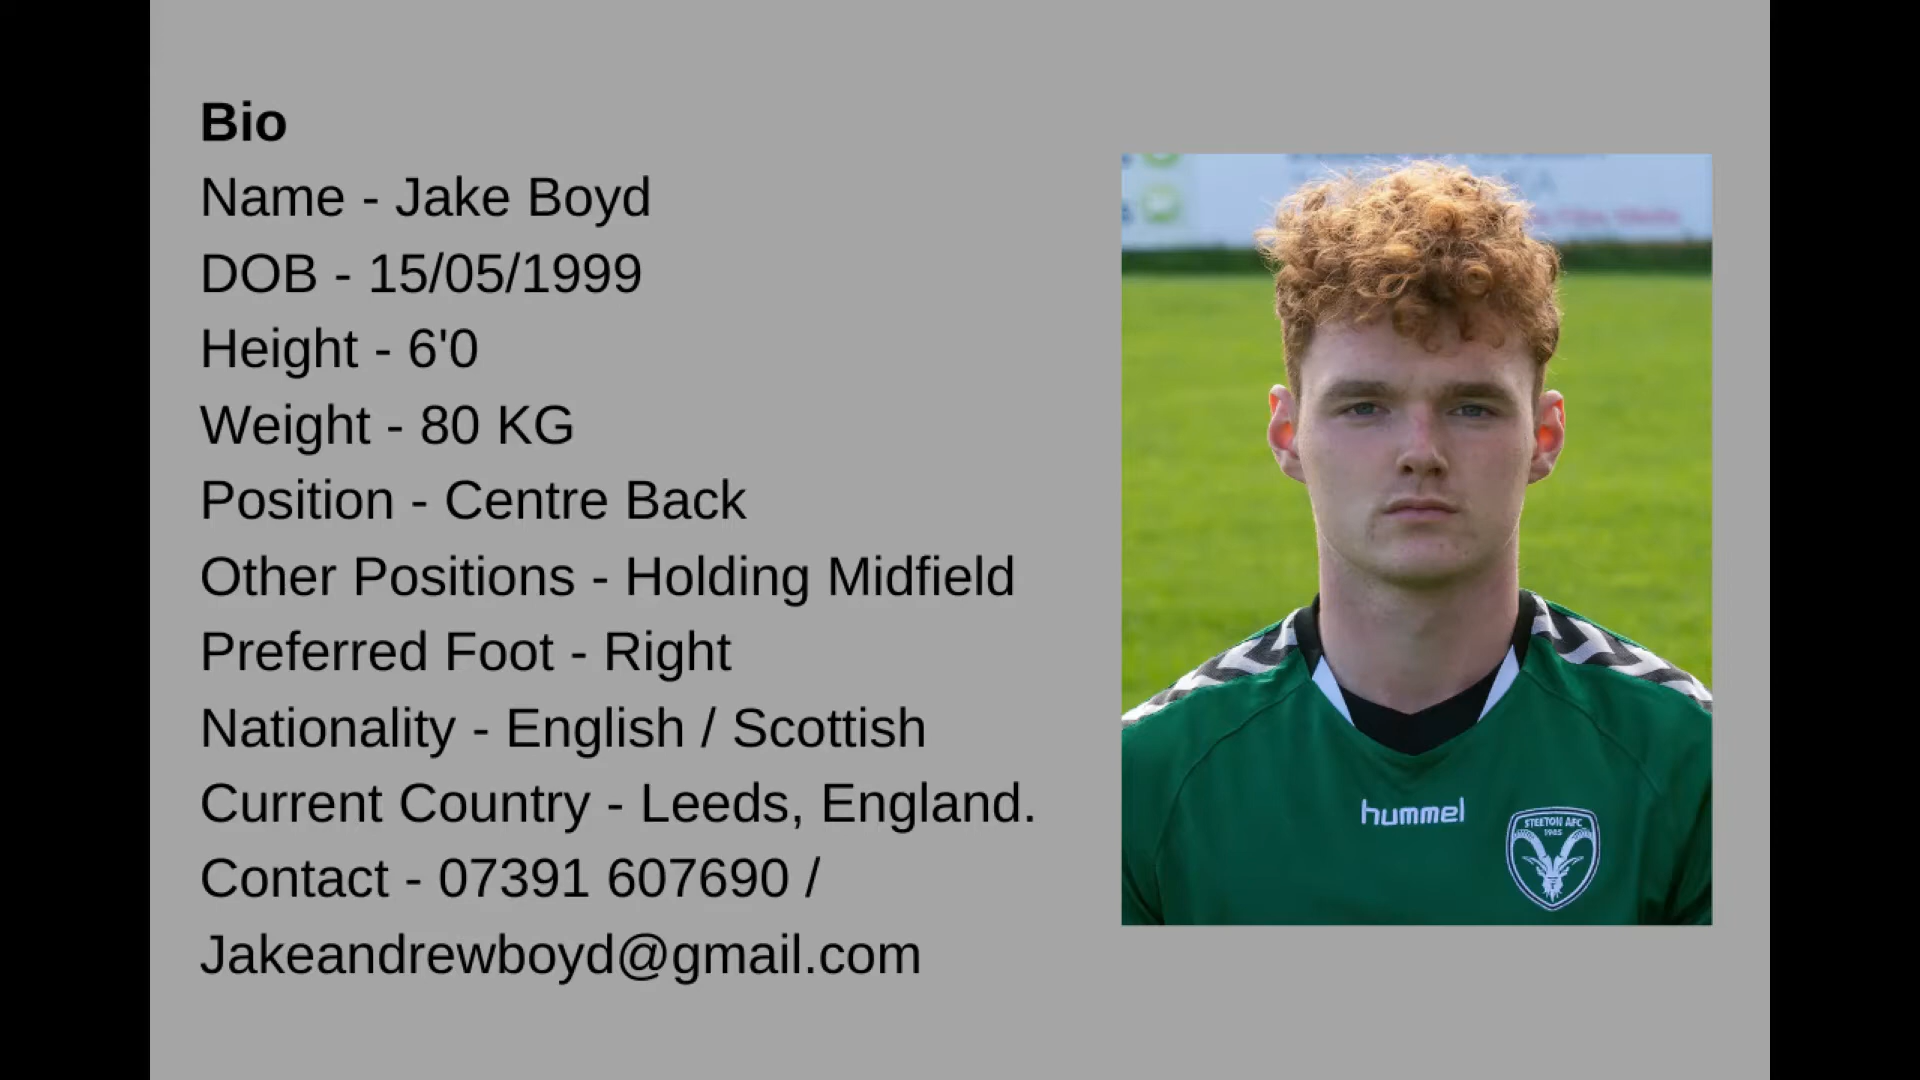 Bio
Name - Jake Boyd
DOB - 15/05/1999
Height - 6'0
Weight - 80 KG
Position - Centre Back
Other Positions - Holding Midfield
Preferred Foot - Right
Nationality - English / Scottish
Current Country - Leeds, England.
Contact - 07391 607690 /
Jakeandrewboyd@gmail.com
hummel
STEETON AFC
1905